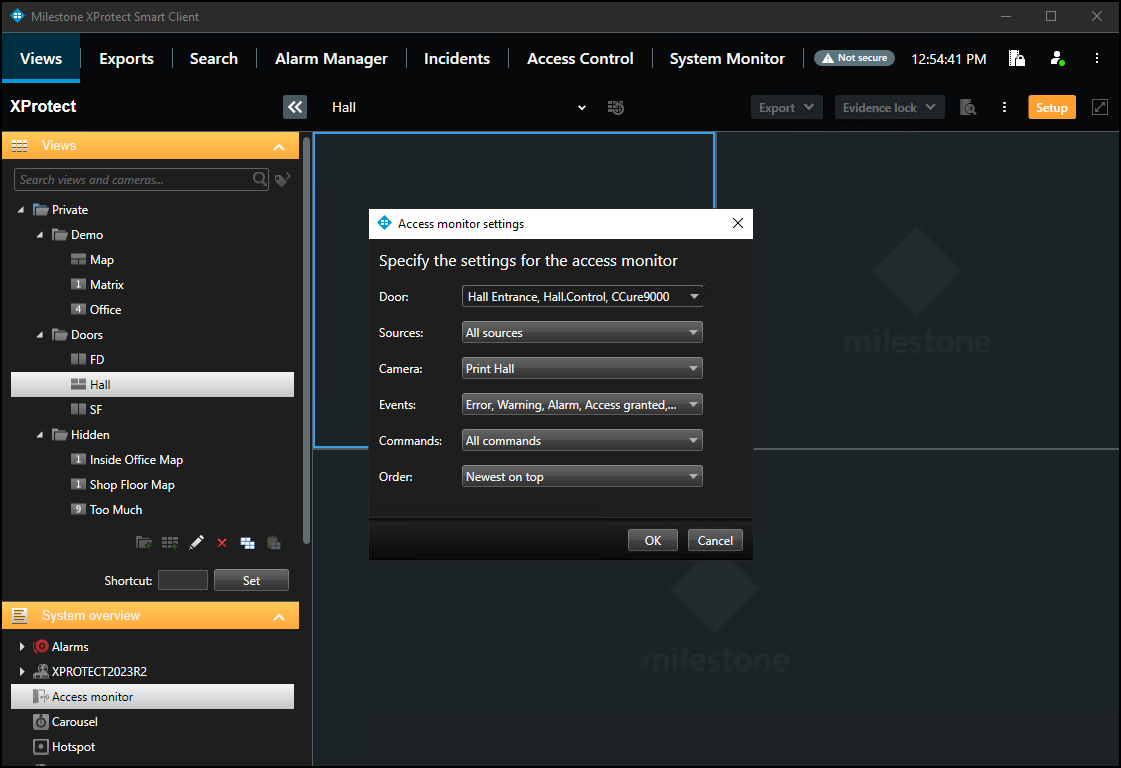 Milestone XProtect Smart Client
Views Exports Search Alarm Manager Incidents Access Control System Monitor Not secure 12:54:41 PM
XProtect Hall Export Evidence lock Setup
Views
Search views and cameras...
Private
Demo
Map
1 Matrix
4 Office
Doors
FD
Hall
SF
Hidden
1 Inside Office Map
1 Shop Floor Map
9 Too Much
Shortcut: Set
System overview
Alarms
XPROTECT2023R2
Access monitor
Carousel
Hotspot
Access monitor settings
Specify the settings for the access monitor
Door: Hall Entrance, Hall.Control, CCure9000
Sources: All sources
Camera: Print Hall
Events: Error, Warning, Alarm, Access granted,...
Commands: All commands
Order: Newest on top
OK Cancel
milestone
milestone